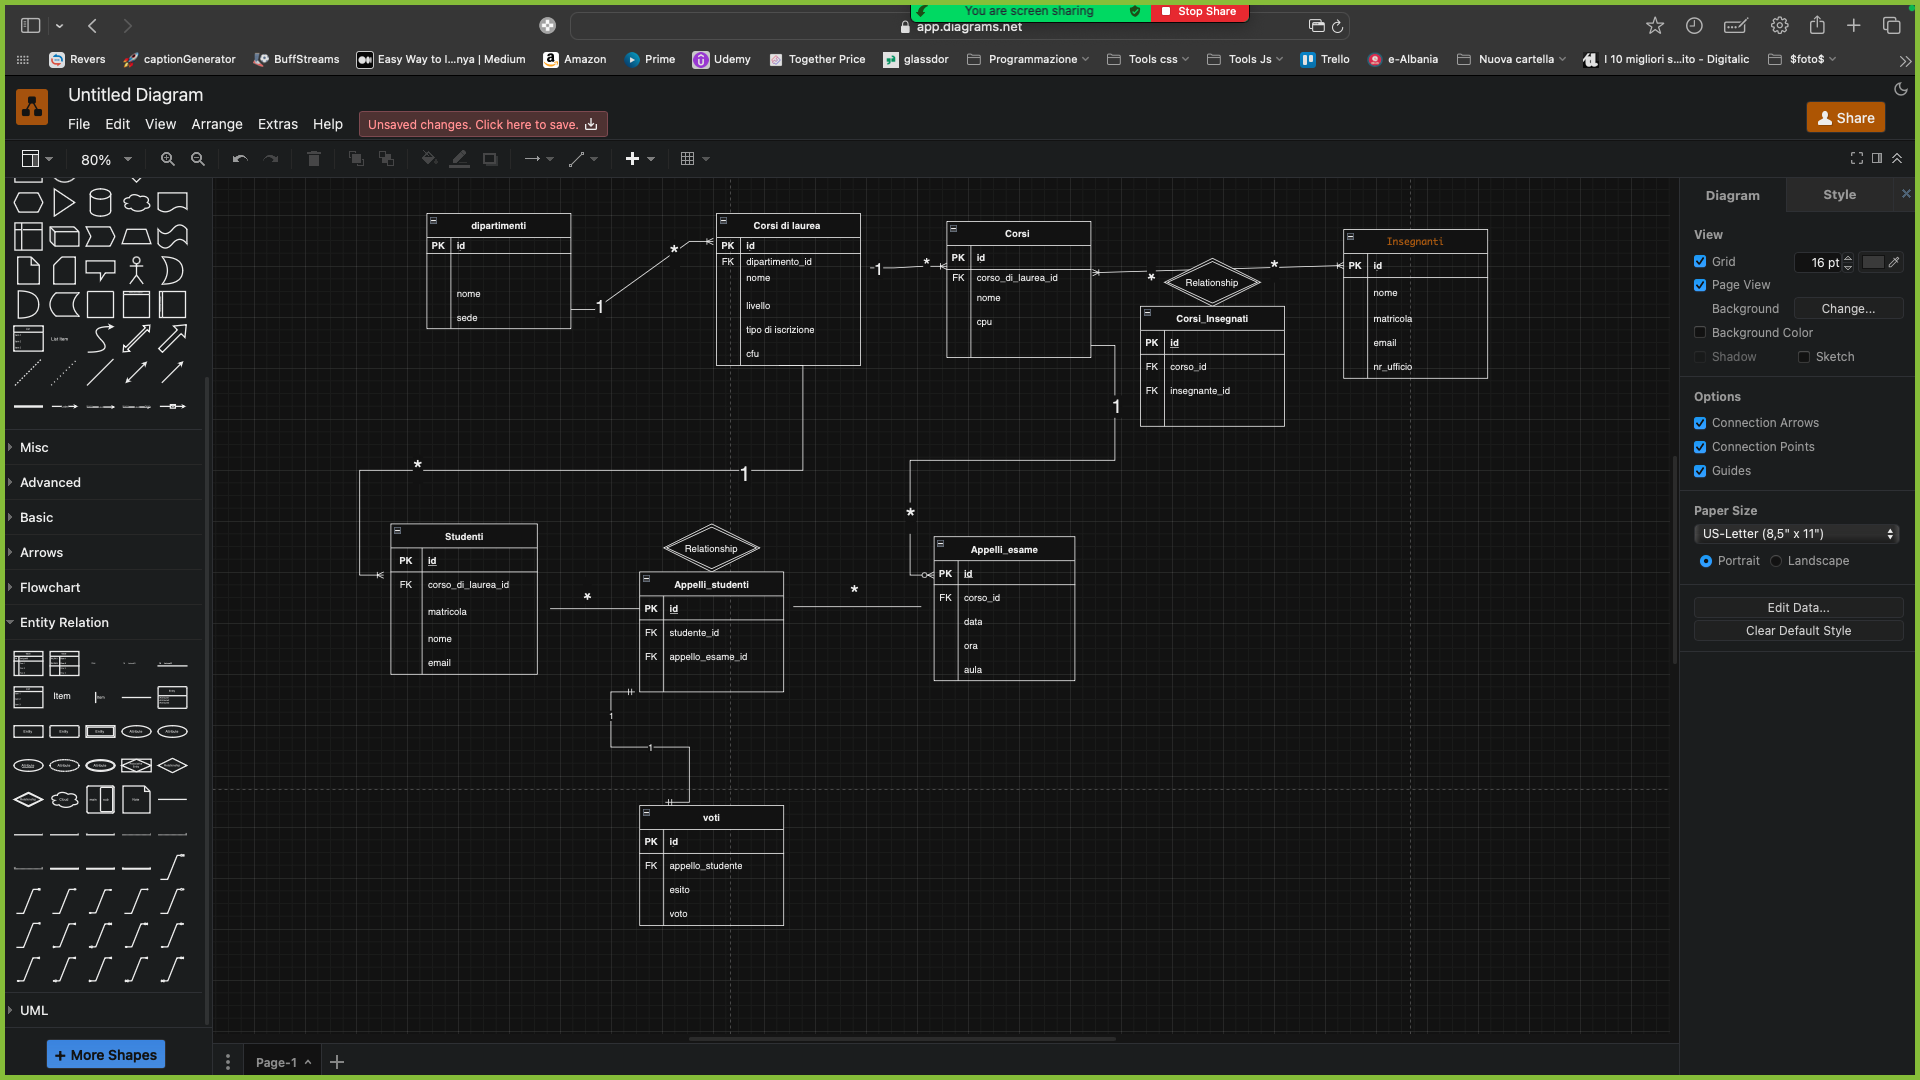 You are screen sharing
Stop Share
app.diagrams.net
Revers
captionGenerator
BuffStreams
Easy Way to I...nya | Medium
Amazon
Prime
Udemy
Together Price
glassdor
Programmazione
Tools css
Tools Js
Trello
e-Albania
Nuova cartella
I 10 migliori s...ito - Digitalic
$foto$
Untitled Diagram
File
Edit
View
Arrange
Extras
Help
Unsaved changes. Click here to save.
Share
80%
List Item
Misc
Advanced
Basic
Arrows
Flowchart
Entity Relation
Item
UML
+ More Shapes
dipartimenti
PK id
nome
sede
1
*
Corsi di laurea
PK id
FK dipartimento_id
nome
livello
tipo di iscrizione
cfu
1
*
Corsi
PK id
FK corso_di_laurea_id
nome
cpu
*
Relationship
*
Corsi_Insegnati
PK id
FK corso_id
FK insegnante_id
Insegnanti
PK id
nome
matricola
email
nr_ufficio
1
*
1
*
Studenti
PK id
FK corso_di_laurea_id
matricola
nome
email
*
Relationship
Appelli_studenti
PK id
FK studente_id
FK appello_esame_id
*
Appelli_esame
PK id
FK corso_id
data
ora
aula
1
1
voti
PK id
FK appello_studente
esito
voto
Diagram
Style
View
Grid
16 pt
Page View
Background
Change...
Background Color
Shadow
Sketch
Options
Connection Arrows
Connection Points
Guides
Paper Size
US-Letter (8,5" x 11")
Portrait
Landscape
Edit Data...
Clear Default Style
Page-1